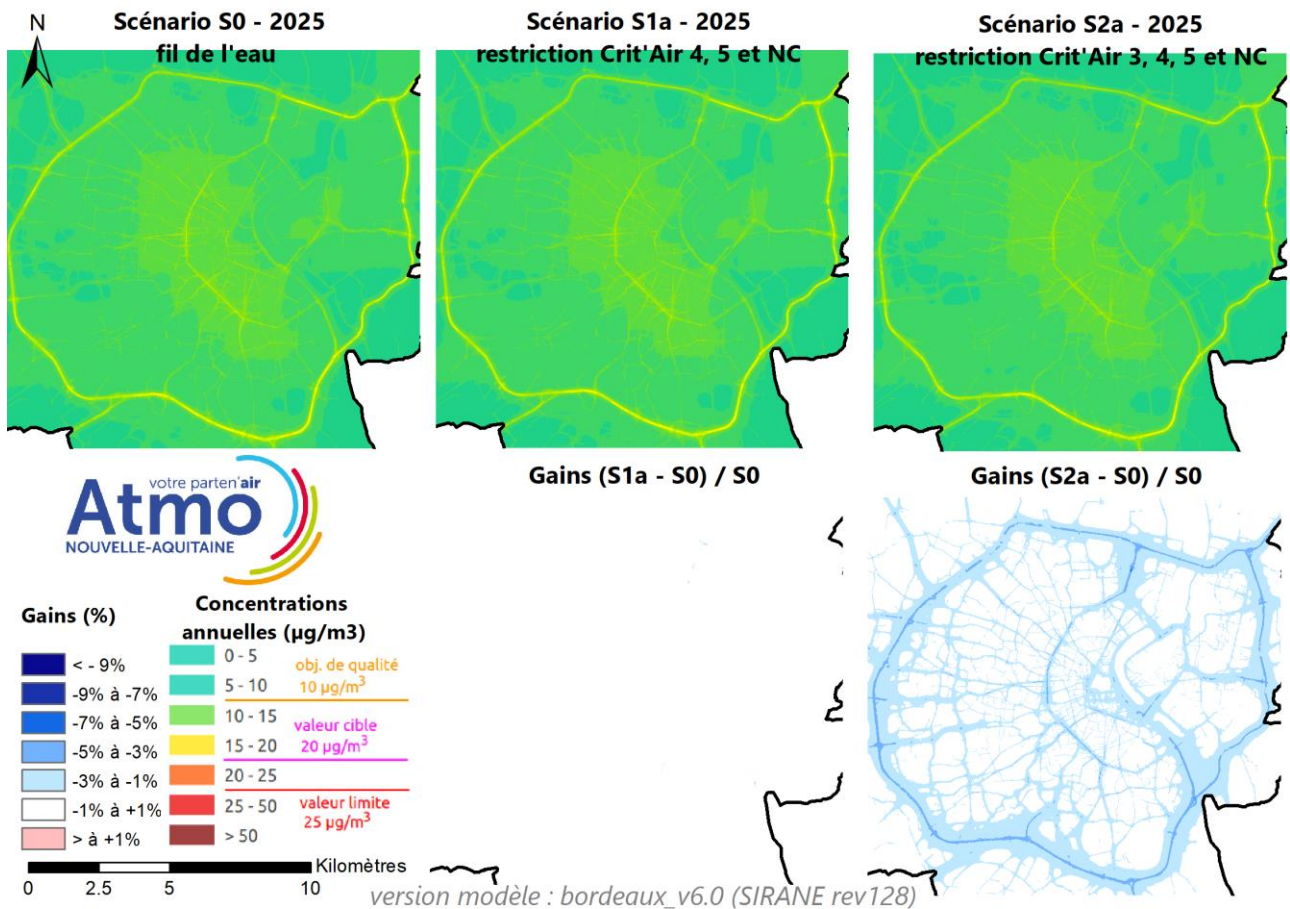 N
Scénario S0 - 2025
fil de l'eau
Scénario S1a - 2025
restriction Crit'Air 4, 5 et NC
Scénario S2a - 2025
restriction Crit'Air 3, 4, 5 et NC
votre parten'air
Atmo
NOUVELLE-AQUITAINE
Gains (S1a - S0) / S0
Gains (S2a - S0) / S0
Gains (%)
< - 9%
-9% à -7%
-7% à -5%
-5% à -3%
-3% à -1%
-1% à +1%
> à +1%
Concentrations
annuelles (µg/m3)
0 - 5
5 - 10
10 - 15
15 - 20
20 - 25
25 - 50
> 50
obj. de qualité
10 µg/m³
valeur cible
20 µg/m³
valeur limite
25 µg/m³
Kilomètres
0 2.5 5 10
version modèle : bordeaux_v6.0 (SIRANE rev128)